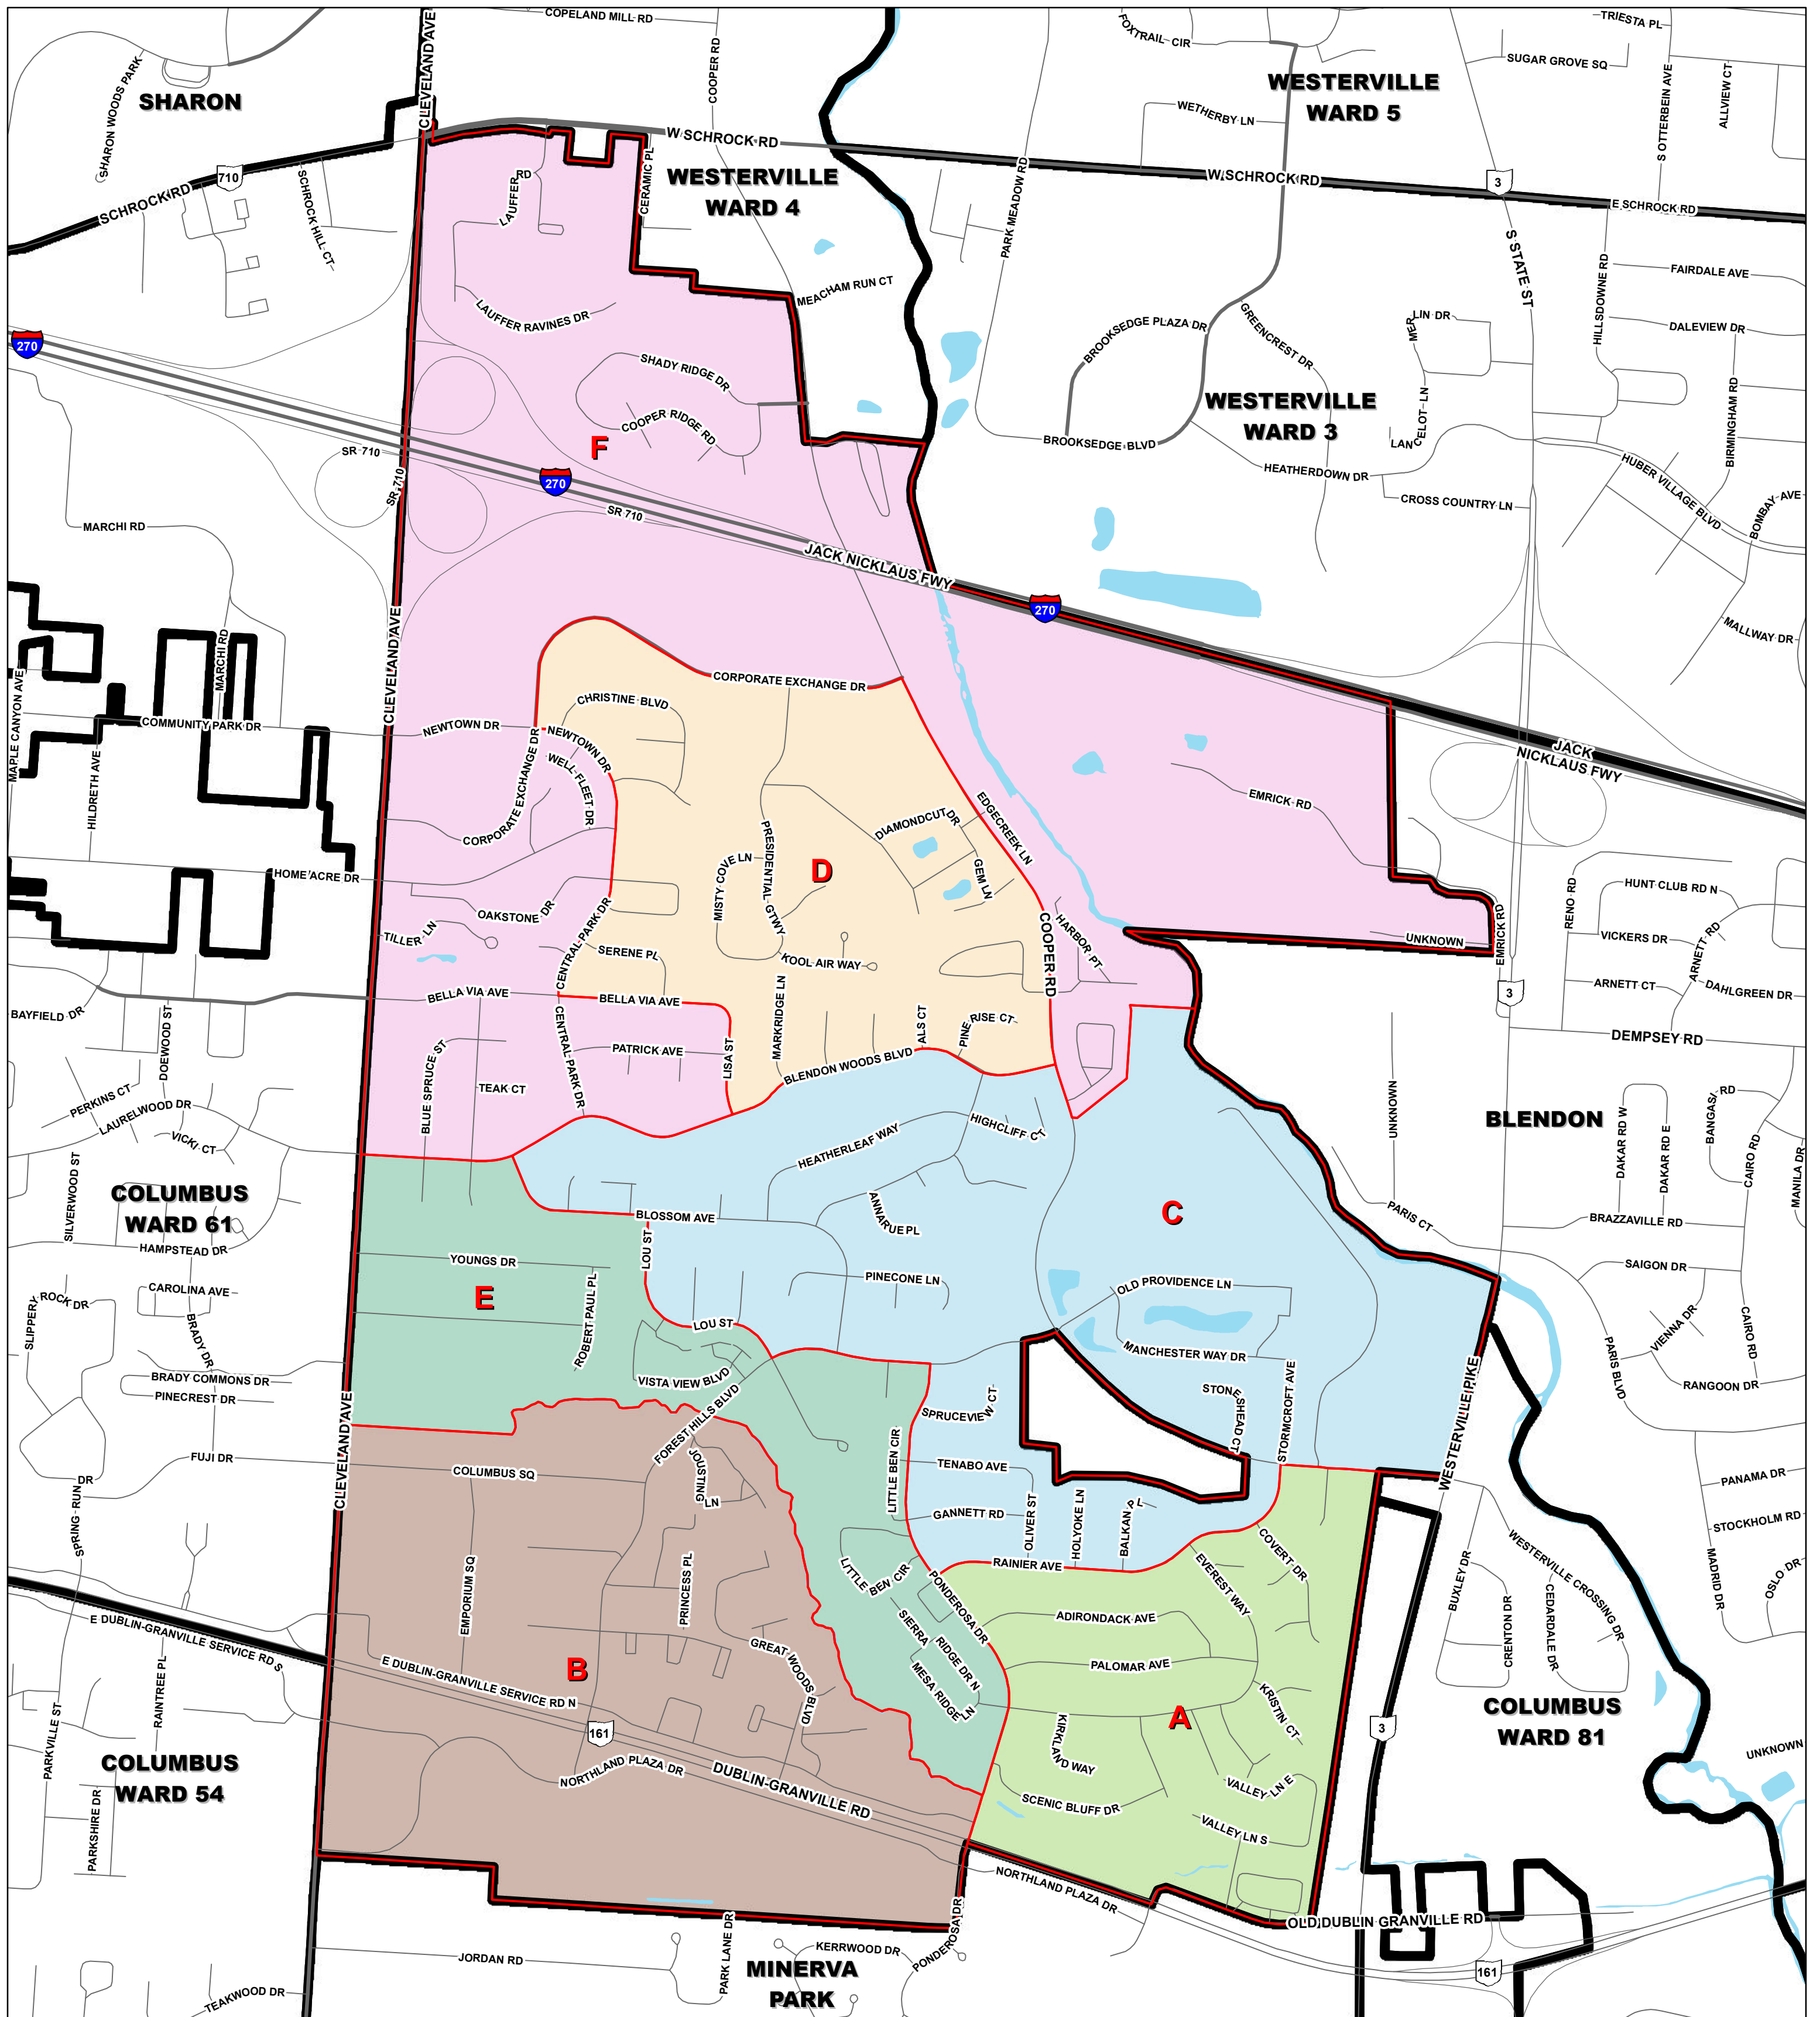 COPELAND MILL RD
CLEVELAND AVE
COOPER RD
FOXTRAIL CIR
TRIESTA PL
SUGAR GROVE SQ
S OTTERBEIN AVE
ALLVIEW CT
SHARON WOODS PARK
SHARON
WESTERVILLE
WARD 5
WETHERBY LN
W SCHROCK RD
WESTERVILLE
WARD 4
CERAMIC PL
LAUFFER RD
710
SCHROCK RD
SCHROCK HILL CT
PARK MEADOW RD
W SCHROCK RD
3
E SCHROCK RD
S STATE ST
HILLSDOWNE RD
FAIRDALE AVE
DALEVIEW DR
MEACHAM RUN CT
LAUFFER RAVINES DR
BROOKSEDGE PLAZA DR
GREENCREST DR
MERLIN DR
270
SHADY RIDGE DR
COOPER RIDGE RD
F
WESTERVILLE
WARD 3
LANCELOT LN
BIRMINGHAM RD
BROOKSEDGE BLVD
HEATHERDOWN DR
CROSS COUNTRY LN
HUBER VILLAGE BLVD
BOMBAY AVE
SR 710
SR 710
270
SR 710
MARCHI RD
JACK NICKLAUS FWY
270
MALLWAY DR
MARCHI RD
CLEVELAND AVE
MAPLE CANYON AVE
COMMUNITY PARK DR
HILDRETH AVE
CORPORATE EXCHANGE DR
CHRISTINE BLVD
NEWTOWN DR
NEWTOWN DR
WELL FLEET DR
CORPORATE EXCHANGE DR
JACK
NICKLAUS FWY
EMRICK RD
EDGECREEK LN
DIAMONDCUT DR
GEM LN
PRESIDENTIAL GTWY
MISTY COVE LN
D
HOME ACRE DR
OAKSTONE DR
TILLER LN
CENTRAL PARK DR
SERENE PL
KOOL AIR WAY
COOPER RD
HARBOR PT
UNKNOWN
EMRICK RD
RENO RD
HUNT CLUB RD N
VICKERS DR
ARNETT RD
ARNETT CT
DAHLGREEN DR
3
DEMPSEY RD
BAYFIELD DR
DOEWOOD ST
BELLA VIA AVE
BELLA VIA AVE
MARKRIDGE LN
ALS CT
PINE RISE CT
BLENDON WOODS BLVD
LISA ST
PATRICK AVE
CENTRAL PARK DR
BLUE SPRUCE ST
TEAK CT
PERKINS CT
LAURELWOOD DR
VICKI CT
SILVERWOOD ST
UNKNOWN
BLENDON
DAKAR RD W
DAKAR RD E
BANGASI RD
CAIRO RD
MANILA DR
HIGHCLIFF CT
HEATHERLEAF WAY
ANNARUE PL
C
PARIS CT
BRAZZAVILLE RD
COLUMBUS
WARD 61
HAMPSTEAD DR
CAROLINA AVE
SLIPPERY ROCK DR
BRADY DR
BRADY COMMONS DR
PINECREST DR
FUJI DR
SPRING RUN DR
BLOSSOM AVE
LOU ST
YOUNGS DR
E
ROBERT PAUL PL
PINECONE LN
LOU ST
VISTA VIEW BLVD
FOREST HILLS BLVD
OLD PROVIDENCE LN
MANCHESTER WAY DR
STONESHEAD CT
STORMCROFT AVE
WESTERVILLE PIKE
SAIGON DR
VIENNA DR
CAIRO RD
PARIS BLVD
RANGOON DR
CLEVELAND AVE
COLUMBUS SQ
JOUSTING LN
LITTLE BEN CIR
SPRUCEVIEW CT
TENABO AVE
GANNETT RD
OLIVER ST
HOLYOKE LN
BALKAN PL
RAINIER AVE
COVERT DR
EVEREST WAY
PANAMA DR
STOCKHOLM RD
MADRID DR
OSLO DR
WESTERVILLE CROSSING DR
BUXLEY DR
CRENTON DR
CEDARDALE DR
EMPORIUM SQ
PRINCESS PL
LITTLE BEN CIR
PONDEROSA DR
SIERRA RIDGE DR N
MESA RIDGE LN
ADIRONDACK AVE
PALOMAR AVE
KRISTIN CT
A
E DUBLIN-GRANVILLE SERVICE RD S
E DUBLIN-GRANVILLE SERVICE RD N
B
GREAT WOODS BLVD
161
NORTHLAND PLAZA DR
DUBLIN-GRANVILLE RD
KIRKLAND WAY
SCENIC BLUFF DR
VALLEY LN E
VALLEY LN S
3
COLUMBUS
WARD 81
UNKNOWN
RAINTREE PL
PARKVILLE ST
COLUMBUS
WARD 54
PARKSHIRE DR
NORTHLAND PLAZA DR
OLD DUBLIN GRANVILLE RD
161
JORDAN RD
PARK LANE DR
KERRWOOD DR
PONDEROSA DR
MINERVA
PARK
TEAKWOOD DR